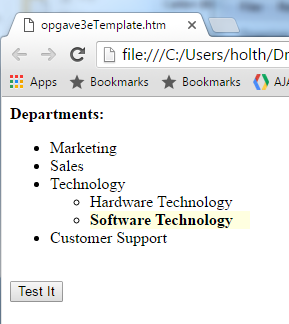 opgave3eTemplate.htm
file:///C:/Users/holth/Dr
Apps Bookmarks Bookmarks AJA
Departments:
Marketing
Sales
Technology
Hardware Technology
Software Technology
Customer Support
Test It